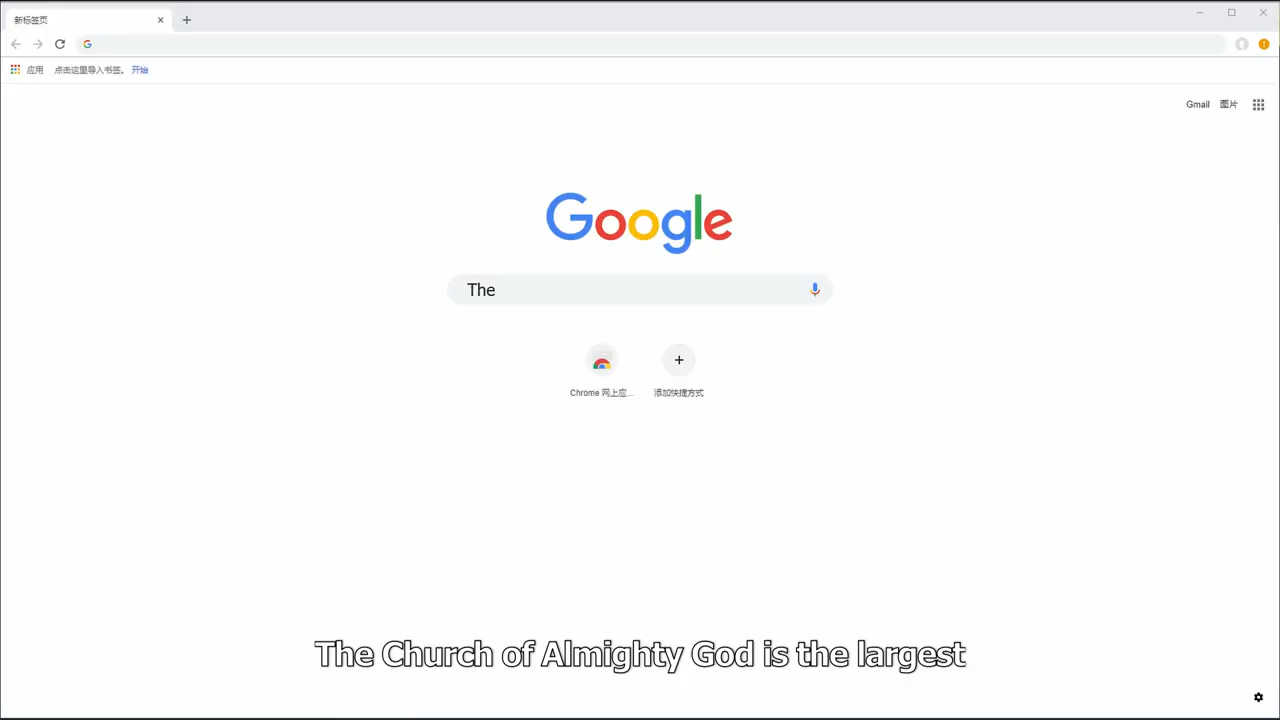 新标签页
应用 点击这里导入书签。 开始
Gmail 图片
Google
The
Chrome 网上应... 添加快捷方式
The Church of Almighty God is the largest